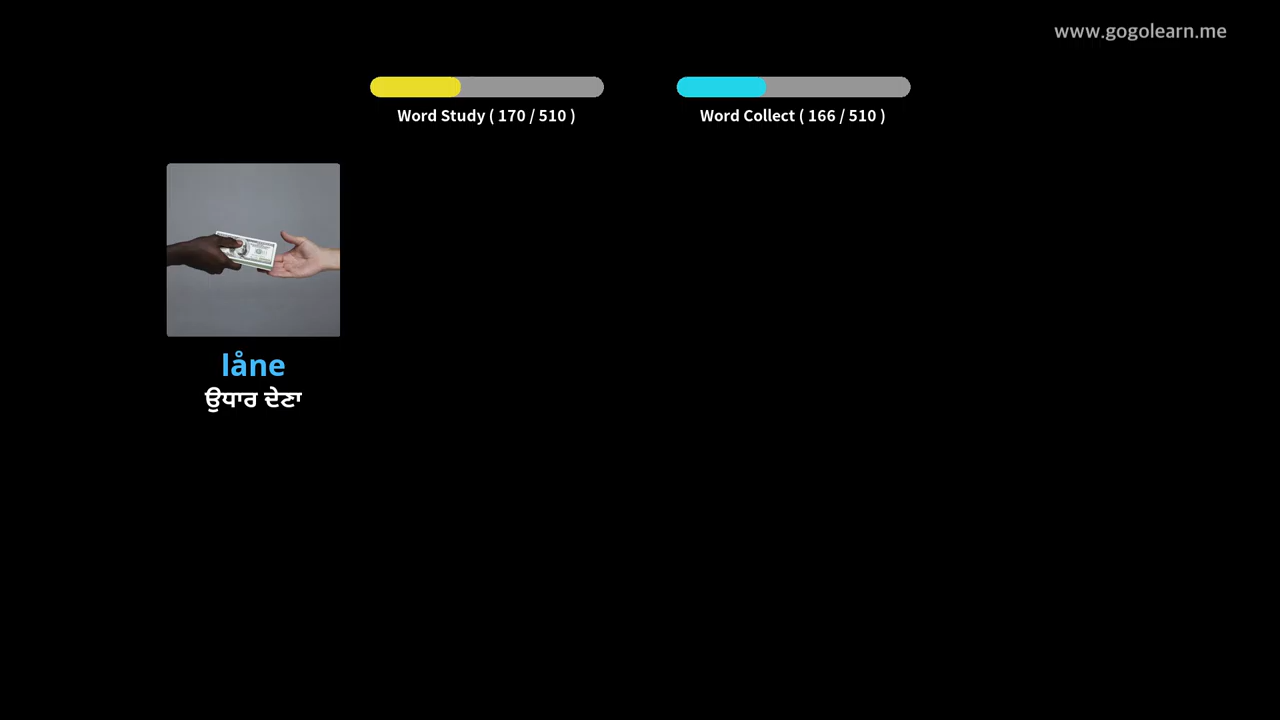 www.gogolearn.me
Word Study ( 170 / 510 )
Word Collect ( 166 / 510 )
låne
ਉਧਾਰ ਦੇਣਾ